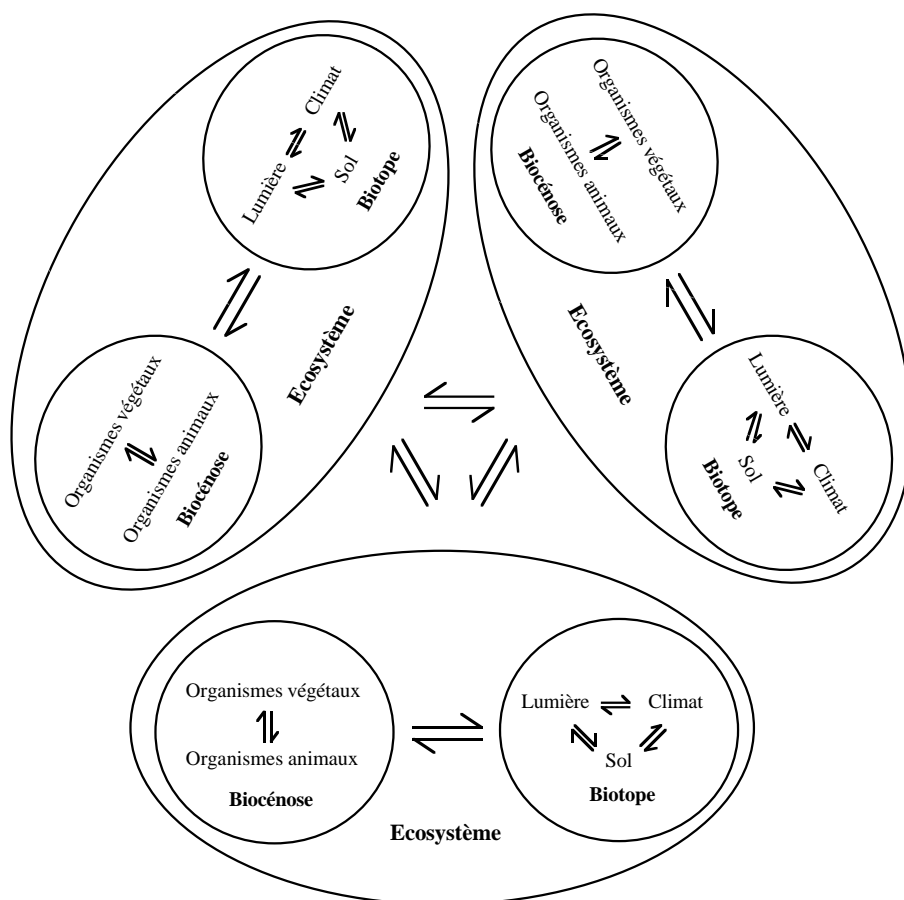 Climat
Lumière
Sol
Biotope
Ecosystème
Organismes végétaux
Organismes animaux
Biocénose
Organismes végétaux
Organismes animaux
Biocénose
Ecosystème
Lumière
Sol
Climat
Biotope
Organismes végétaux
Organismes animaux
Biocénose
Lumière
Climat
Sol
Biotope
Ecosystème